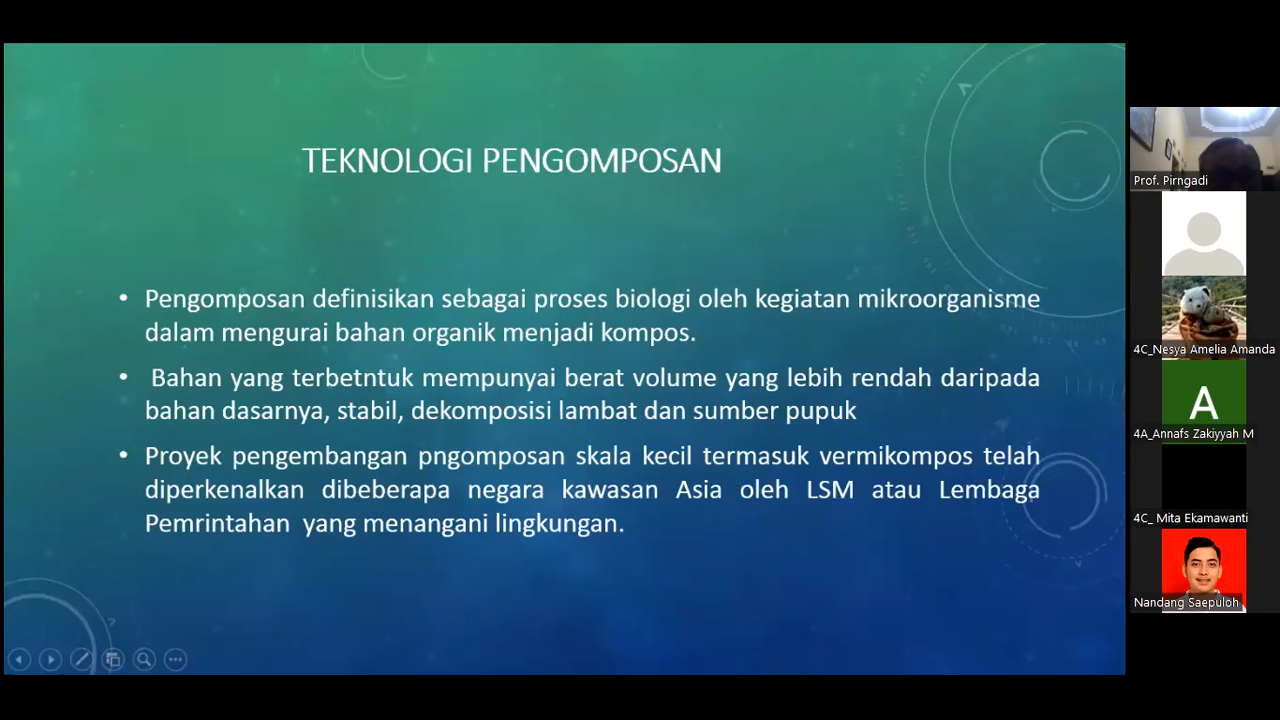 TEKNOLOGI PENGOMPOSAN
• Pengomposan definisikan sebagai proses biologi oleh kegiatan mikroorganisme
dalam mengurai bahan organik menjadi kompos.
• Bahan yang terbetntuk mempunyai berat volume yang lebih rendah daripada
bahan dasarnya, stabil, dekomposisi lambat dan sumber pupuk
• Proyek pengembangan pngomposan skala kecil termasuk vermikompos telah
diperkenalkan dibeberapa negara kawasan Asia oleh LSM atau Lembaga
Pemrintahan yang menangani lingkungan.
Prof. Pirngadi
4C_Nesya Amelia Amanda
A
4A_Annafs Zakiyyah M
4C_ Mita Ekamawanti
Nandang Saepuloh